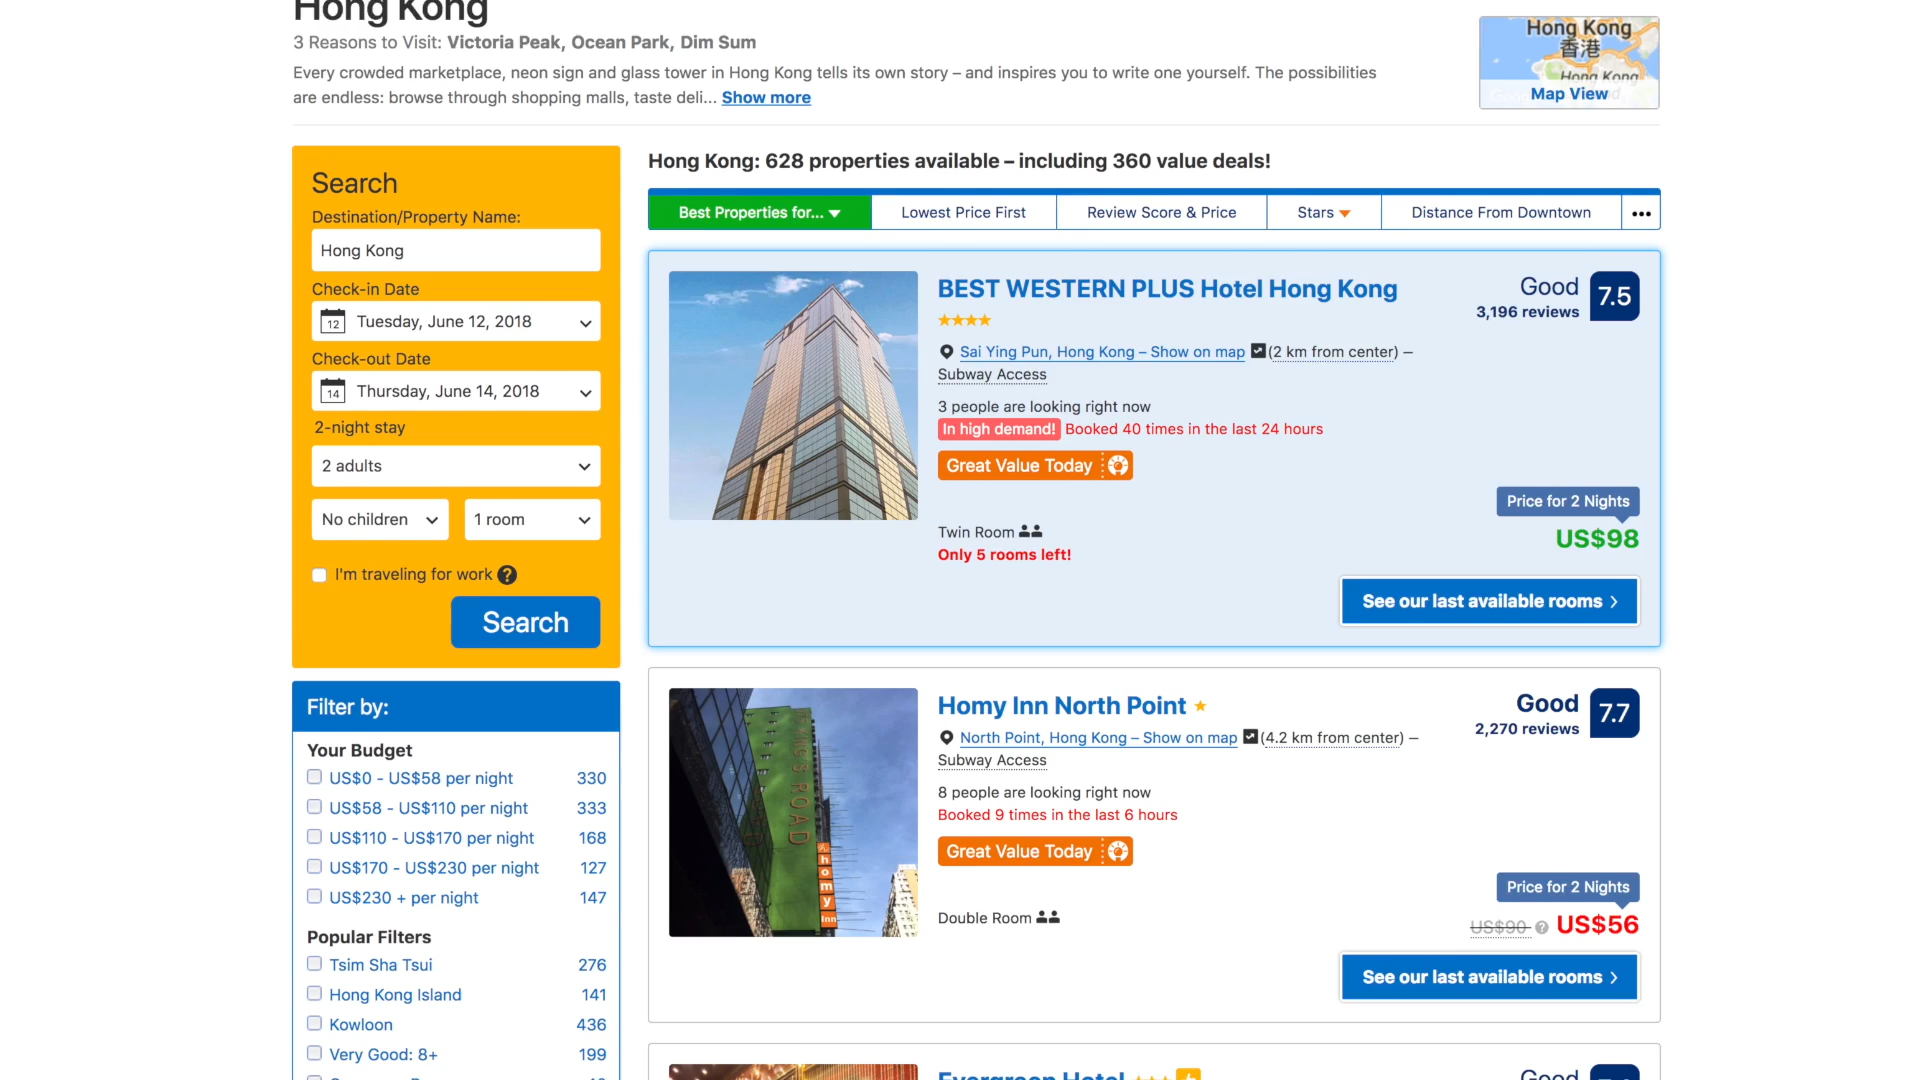 Hong Kong
3 Reasons to Visit: Victoria Peak, Ocean Park, Dim Sum
Every crowded marketplace, neon sign and glass tower in Hong Kong tells its own story – and inspires you to write one yourself. The possibilities
are endless: browse through shopping malls, taste deli... Show more
Hong Kong
香港
Hong Kong
Map View
Search
Destination/Property Name:
Hong Kong
Check-in Date
12 Tuesday, June 12, 2018
Check-out Date
14 Thursday, June 14, 2018
2-night stay
2 adults
No children 1 room
I'm traveling for work ?
Search
Filter by:
Your Budget
US$0 - US$58 per night 330
US$58 - US$110 per night 333
US$110 - US$170 per night 168
US$170 - US$230 per night 127
US$230 + per night 147
Popular Filters
Tsim Sha Tsui 276
Hong Kong Island 141
Kowloon 436
Very Good: 8+ 199
Hong Kong: 628 properties available – including 360 value deals!
Best Properties for... Lowest Price First Review Score & Price Stars Distance From Downtown •••
BEST WESTERN PLUS Hotel Hong Kong
Good 7.5
3,196 reviews
Sai Ying Pun, Hong Kong – Show on map (2 km from center) –
Subway Access
3 people are looking right now
In high demand! Booked 40 times in the last 24 hours
Great Value Today
Price for 2 Nights
Twin Room
US$98
Only 5 rooms left!
See our last available rooms
Homy Inn North Point
Good 7.7
2,270 reviews
North Point, Hong Kong – Show on map (4.2 km from center) –
Subway Access
8 people are looking right now
Booked 9 times in the last 6 hours
Great Value Today
Price for 2 Nights
Double Room
US$90 ? US$56
See our last available rooms
KING'S ROAD
homy
inn
Evergreen Hotel
Good